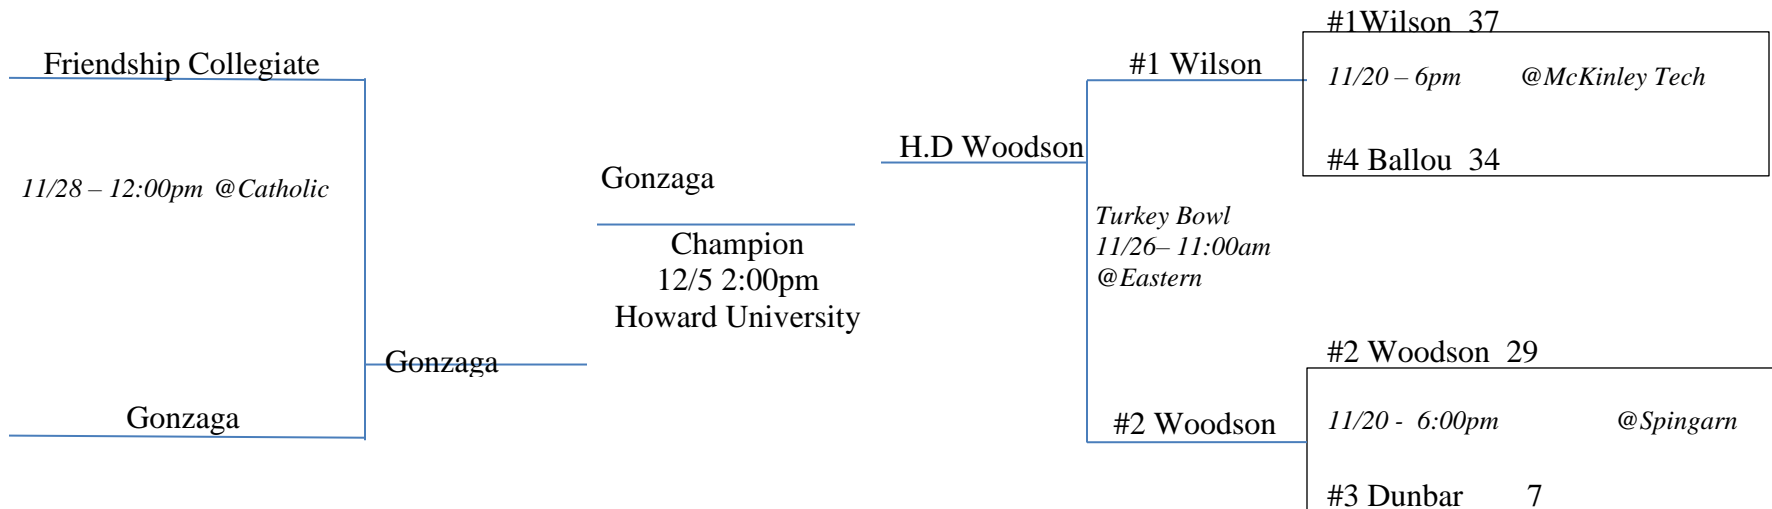 Friendship Collegiate
11/28 – 12:00pm @Catholic
Gonzaga
Gonzaga
Gonzaga
Champion
12/5 2:00pm
Howard University
H.D Woodson
#1 Wilson
Turkey Bowl
11/26– 11:00am
@Eastern
#2 Woodson
#1Wilson 37
11/20 – 6pm @McKinley Tech
#4 Ballou 34
#2 Woodson 29
11/20 - 6:00pm @Spingarn
#3 Dunbar 7